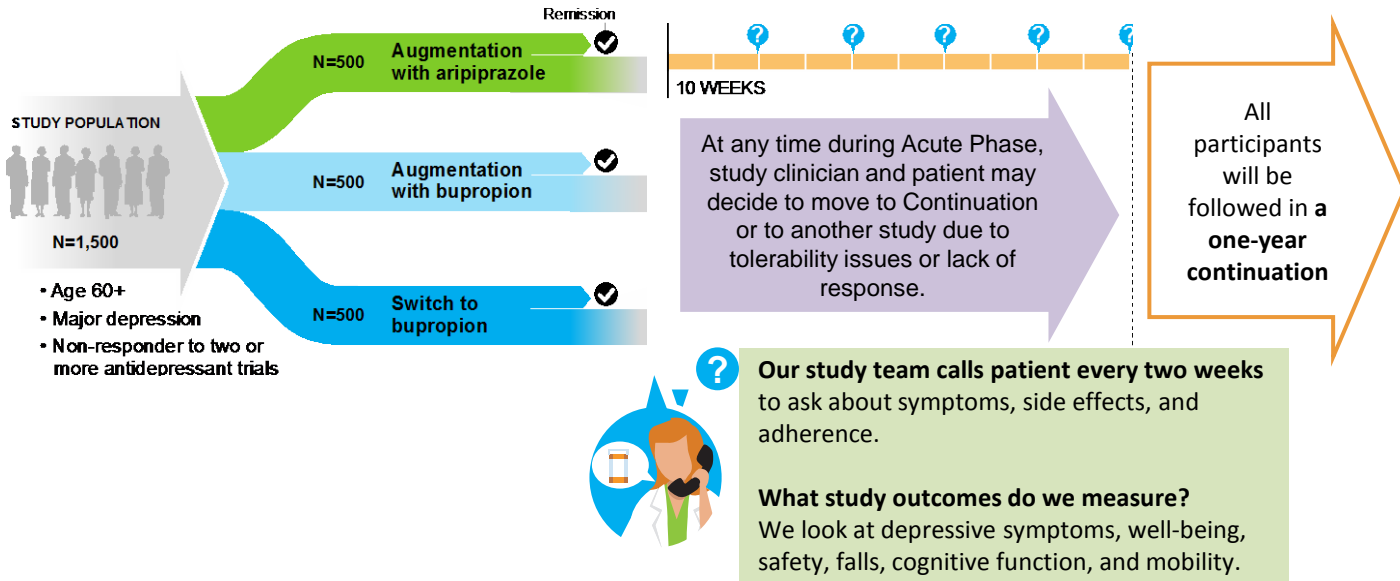 Remission
N=500
Augmentation
with aripiprazole
STUDY POPULATION
N=1,500
N=500
Augmentation
with bupropion
N=500
Switch to
bupropion
• Age 60+
• Major depression
• Non-responder to two or
more antidepressant trials
?
?
?
?
?
10 WEEKS
At any time during Acute Phase,
study clinician and patient may
decide to move to Continuation
or to another study due to
tolerability issues or lack of
response.
All
participants
will be
followed in a
one-year
continuation
?
Our study team calls patient every two weeks
to ask about symptoms, side effects, and
adherence.
What study outcomes do we measure?
We look at depressive symptoms, well-being,
safety, falls, cognitive function, and mobility.